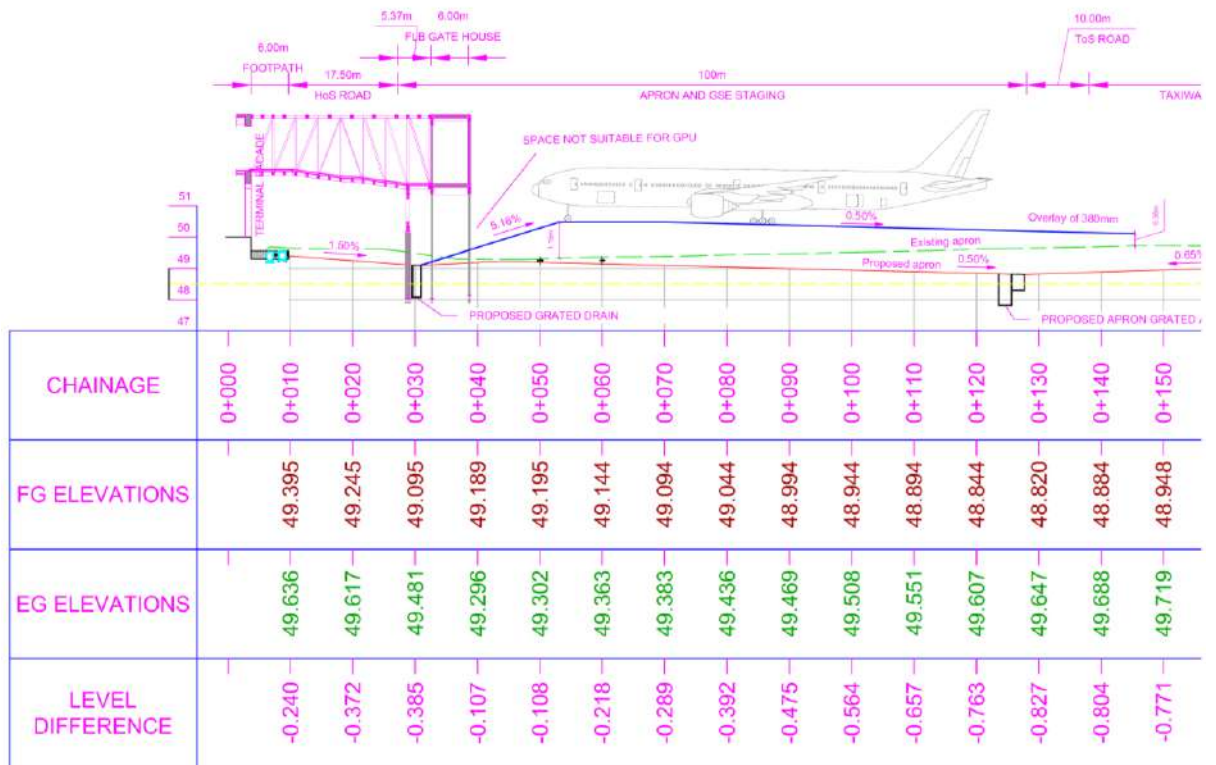 5.37m 6.00m
FLB GATE HOUSE
10.00m
ToS ROAD
6.00m
FOOTPATH
17.50m
HoS ROAD
100m
APRON AND GSE STAGING
TAXIWA
SPACE NOT SUITABLE FOR GPU
TERMINAL FACADE
5.16%
0.50%
Overlay of 380mm
51
50
49
48
47
1.50%
Existing apron
Proposed apron
0.50%
0.65%
PROPOSED GRATED DRAIN
PROPOSED APRON GRATED
CHAINAGE 0+000 0+010 0+020 0+030 0+040 0+050 0+060 0+070 0+080 0+090 0+100 0+110 0+120 0+130 0+140 0+150
FG ELEVATIONS 49.395 49.245 49.095 49.189 49.195 49.144 49.094 49.044 48.994 48.944 48.894 48.844 48.820 48.884 48.948
EG ELEVATIONS 49.636 49.617 49.481 49.296 49.302 49.363 49.383 49.436 49.469 49.508 49.551 49.607 49.647 49.688 49.719
LEVEL
DIFFERENCE -0.240 -0.372 -0.385 -0.107 -0.108 -0.218 -0.289 -0.392 -0.475 -0.564 -0.657 -0.763 -0.827 -0.804 -0.771